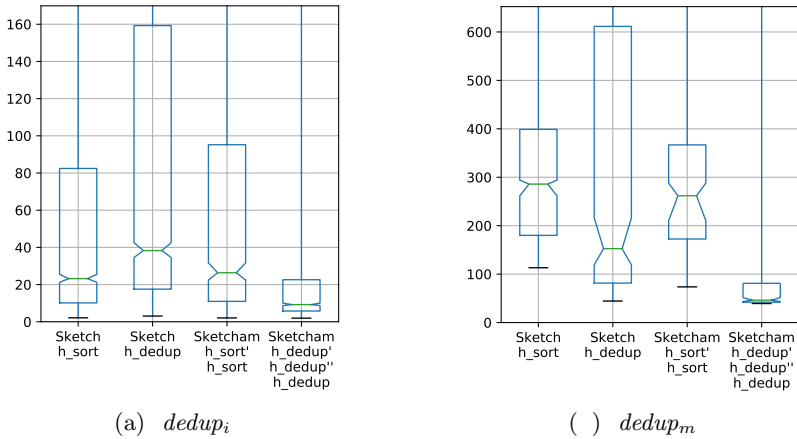 160
140
120
100
80
60
40
20
0
Sketch
h_sort
Sketch
h_dedup
Sketcham
h_sort'
h_sort
Sketcham
h_dedup'
h_dedup''
h_dedup
(a) dedup_i
600
500
400
300
200
100
0
Sketch
h_sort
Sketch
h_dedup
Sketcham
h_sort'
h_sort
Sketcham
h_dedup'
h_dedup''
h_dedup
( ) dedup_m